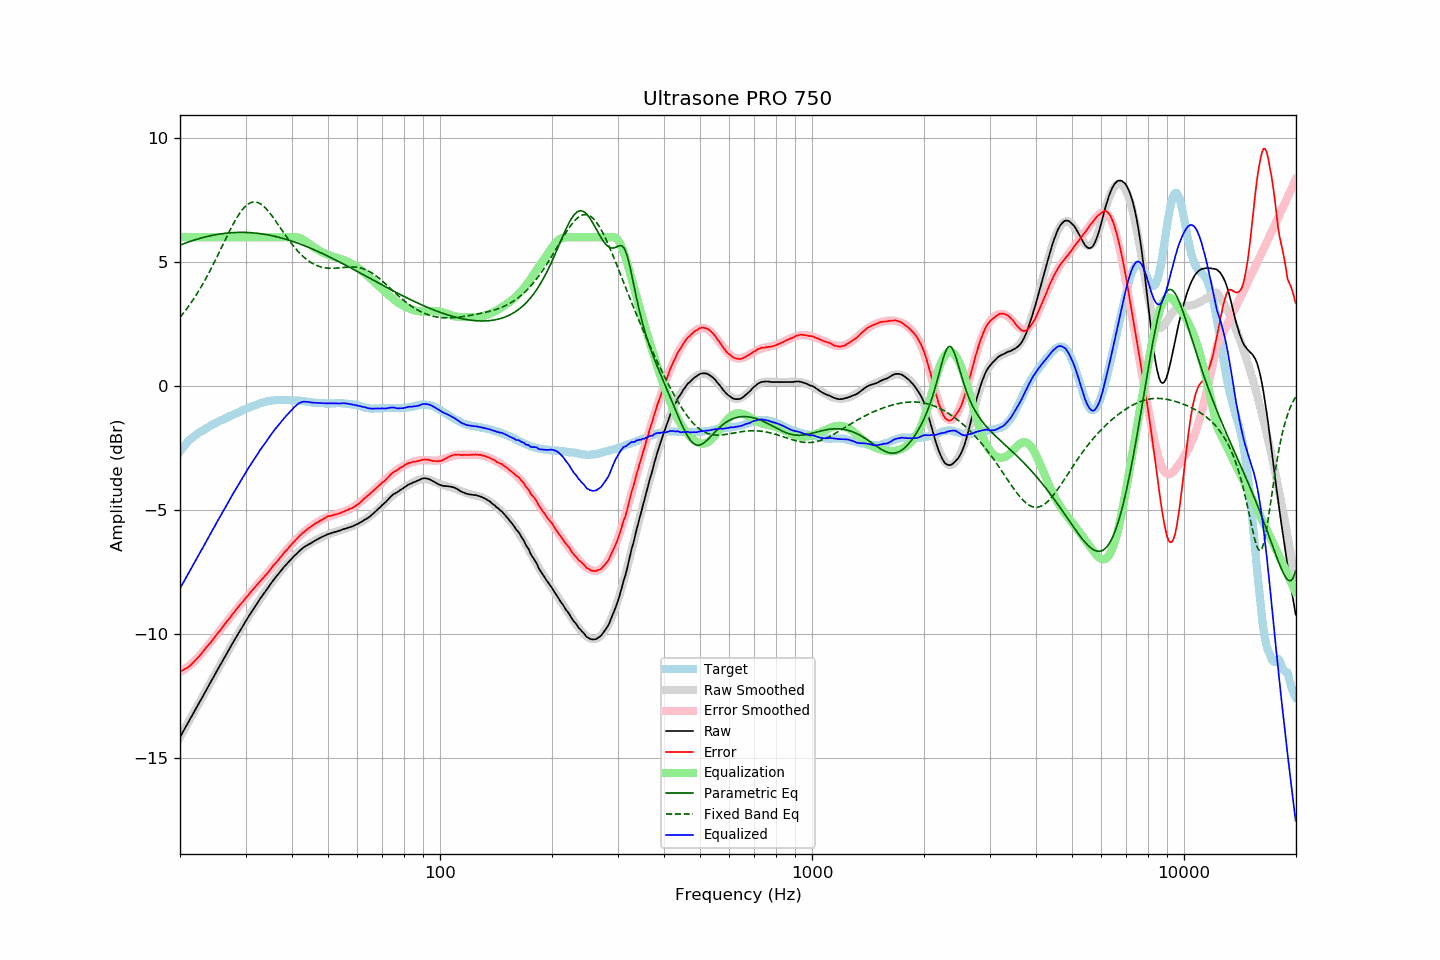 Ultrasone PRO 750
Amplitude (dBr)
10
5
0
−5
−10
−15
100
1000
10000
Frequency (Hz)
Target
Raw Smoothed
Error Smoothed
Raw
Error
Equalization
Parametric Eq
Fixed Band Eq
Equalized